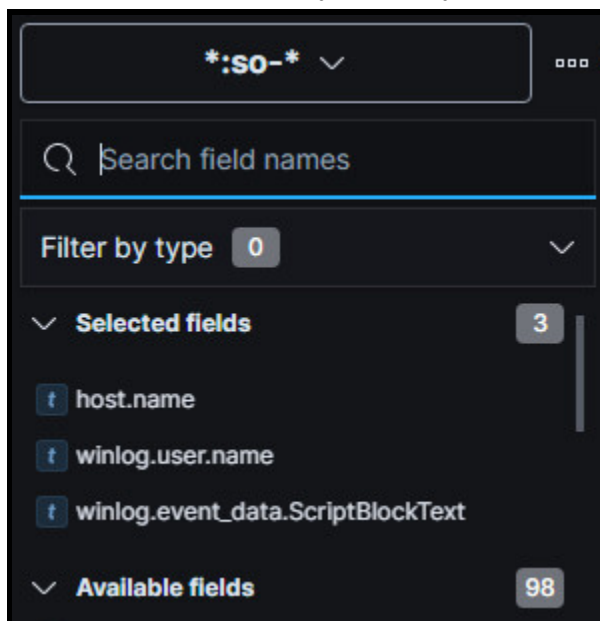 *:so-*
Search field names
Filter by type 0
Selected fields 3
t host.name
t winlog.user.name
t winlog.event_data.ScriptBlockText
Available fields 98